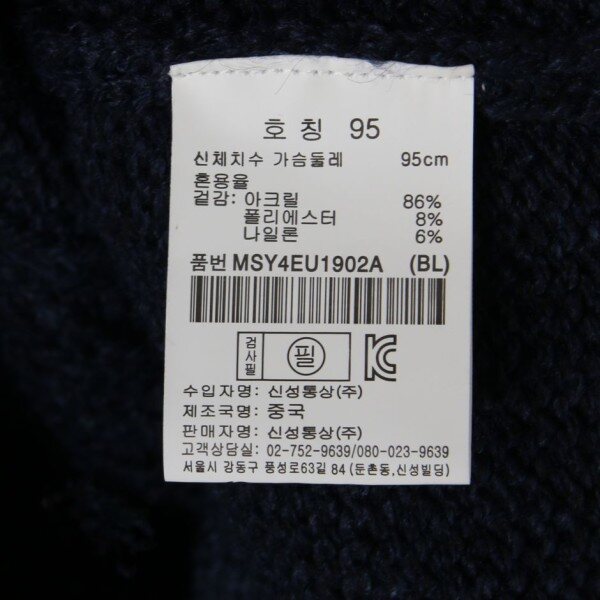 호 칭 95
신체치수 가슴둘레 95cm
혼용율
겉감: 아크릴 86%
폴리에스터 8%
나일론 6%
품번 MSY4EU1902A (BL)
검사필 필
수입자명: 신성통상(주)
제조국명: 중국
판매자명: 신성통상(주)
고객상담실: 02-752-9639/080-023-9639
서울시 강동구 풍성로63길 84 (둔촌동,신성빌딩)